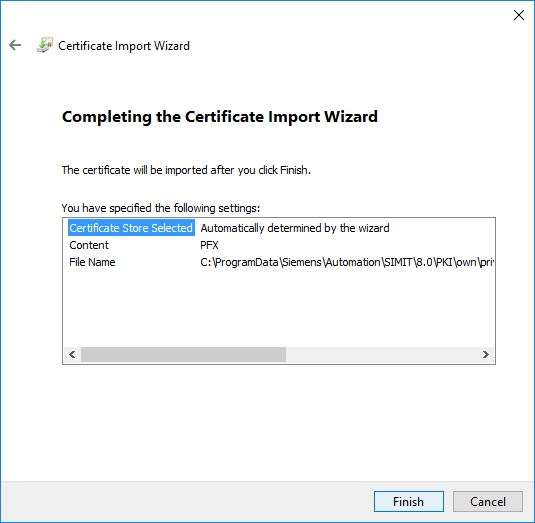 Certificate Import Wizard
Completing the Certificate Import Wizard
The certificate will be imported after you click Finish.
You have specified the following settings:
Certificate Store Selected Automatically determined by the wizard
Content PFX
File Name C:\ProgramData\Siemens\Automation\SIMIT\8.0\PKI\own\pri
Finish Cancel